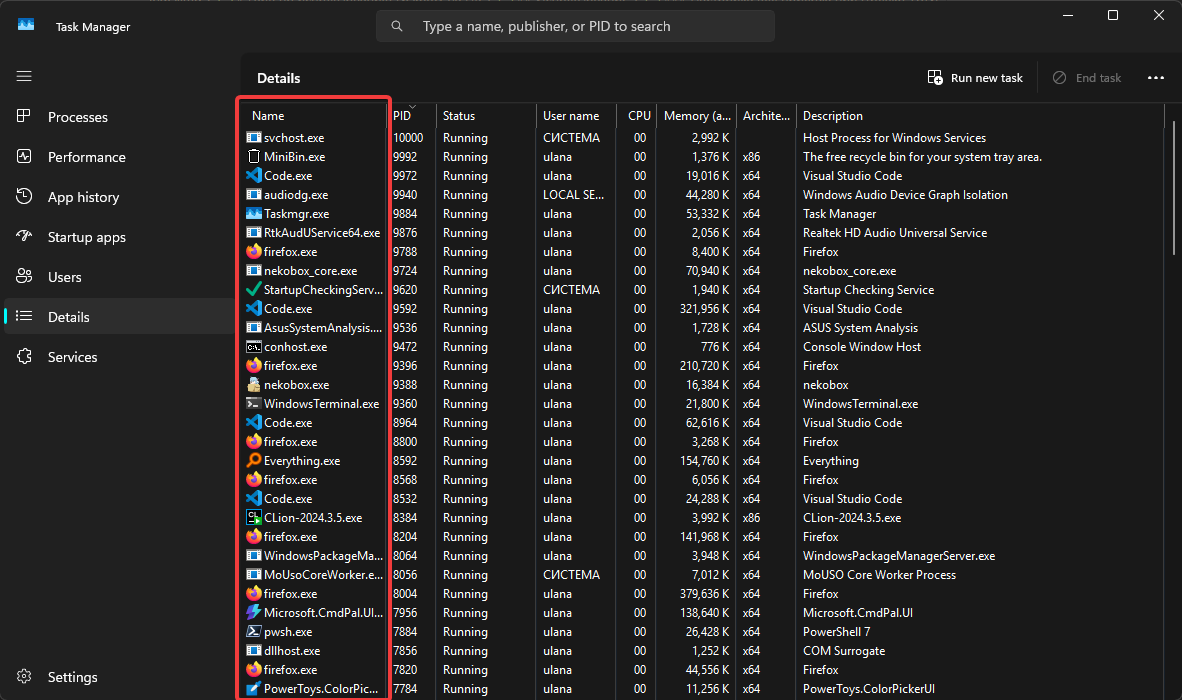 Task Manager
Type a name, publisher, or PID to search
Details
Run new task
End task
Processes
Performance
App history
Startup apps
Users
Details
Services
Settings
Name PID Status User name CPU Memory (a... Archite... Description
svchost.exe 10000 Running СИСТЕМА 00 2,992 K Host Process for Windows Services
MiniBin.exe 9992 Running ulana 00 1,376 K x86 The free recycle bin for your system tray area.
Code.exe 9972 Running ulana 00 19,016 K x64 Visual Studio Code
audiodg.exe 9940 Running LOCAL SE... 00 44,280 K x64 Windows Audio Device Graph Isolation
Taskmgr.exe 9884 Running ulana 00 53,332 K x64 Task Manager
RtkAudUService64.exe 9876 Running ulana 00 2,056 K x64 Realtek HD Audio Universal Service
firefox.exe 9788 Running ulana 00 8,400 K x64 Firefox
nekobox_core.exe 9724 Running ulana 00 70,940 K x64 nekobox_core.exe
StartupCheckingServ... 9620 Running СИСТЕМА 00 1,940 K x64 Startup Checking Service
Code.exe 9592 Running ulana 00 321,956 K x64 Visual Studio Code
AsusSystemAnalysis.... 9536 Running ulana 00 1,728 K x64 ASUS System Analysis
conhost.exe 9472 Running ulana 00 776 K x64 Console Window Host
firefox.exe 9396 Running ulana 00 210,720 K x64 Firefox
nekobox.exe 9388 Running ulana 00 16,384 K x64 nekobox
WindowsTerminal.exe 9360 Running ulana 00 21,800 K x64 WindowsTerminal.exe
Code.exe 8964 Running ulana 00 62,616 K x64 Visual Studio Code
firefox.exe 8800 Running ulana 00 3,268 K x64 Firefox
Everything.exe 8592 Running ulana 00 154,760 K x64 Everything
firefox.exe 8568 Running ulana 00 6,056 K x64 Firefox
Code.exe 8532 Running ulana 00 24,288 K x64 Visual Studio Code
CLion-2024.3.5.exe 8384 Running ulana 00 3,992 K x86 CLion-2024.3.5.exe
firefox.exe 8204 Running ulana 00 141,968 K x64 Firefox
WindowsPackageMa... 8064 Running ulana 00 3,948 K x64 WindowsPackageManagerServer.exe
MoUsoCoreWorker.e... 8056 Running СИСТЕМА 00 7,012 K x64 MoUSO Core Worker Process
firefox.exe 8004 Running ulana 00 379,636 K x64 Firefox
Microsoft.CmdPal.UI... 7956 Running ulana 00 138,640 K x64 Microsoft.CmdPal.UI
pwsh.exe 7884 Running ulana 00 26,428 K x64 PowerShell 7
dllhost.exe 7856 Running ulana 00 1,252 K x64 COM Surrogate
firefox.exe 7820 Running ulana 00 44,556 K x64 Firefox
PowerToys.ColorPic... 7784 Running ulana 00 11,256 K x64 PowerToys.ColorPickerUI